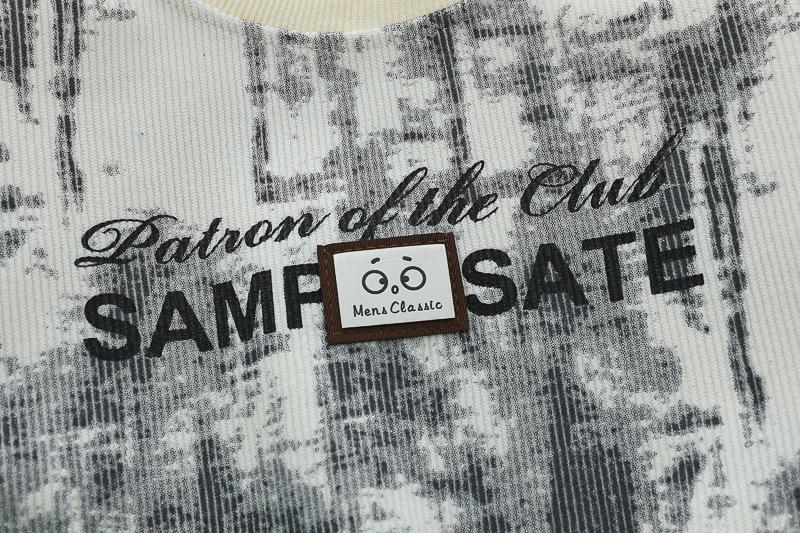 Patron of the Club
SAMP SATE
Mens Classic